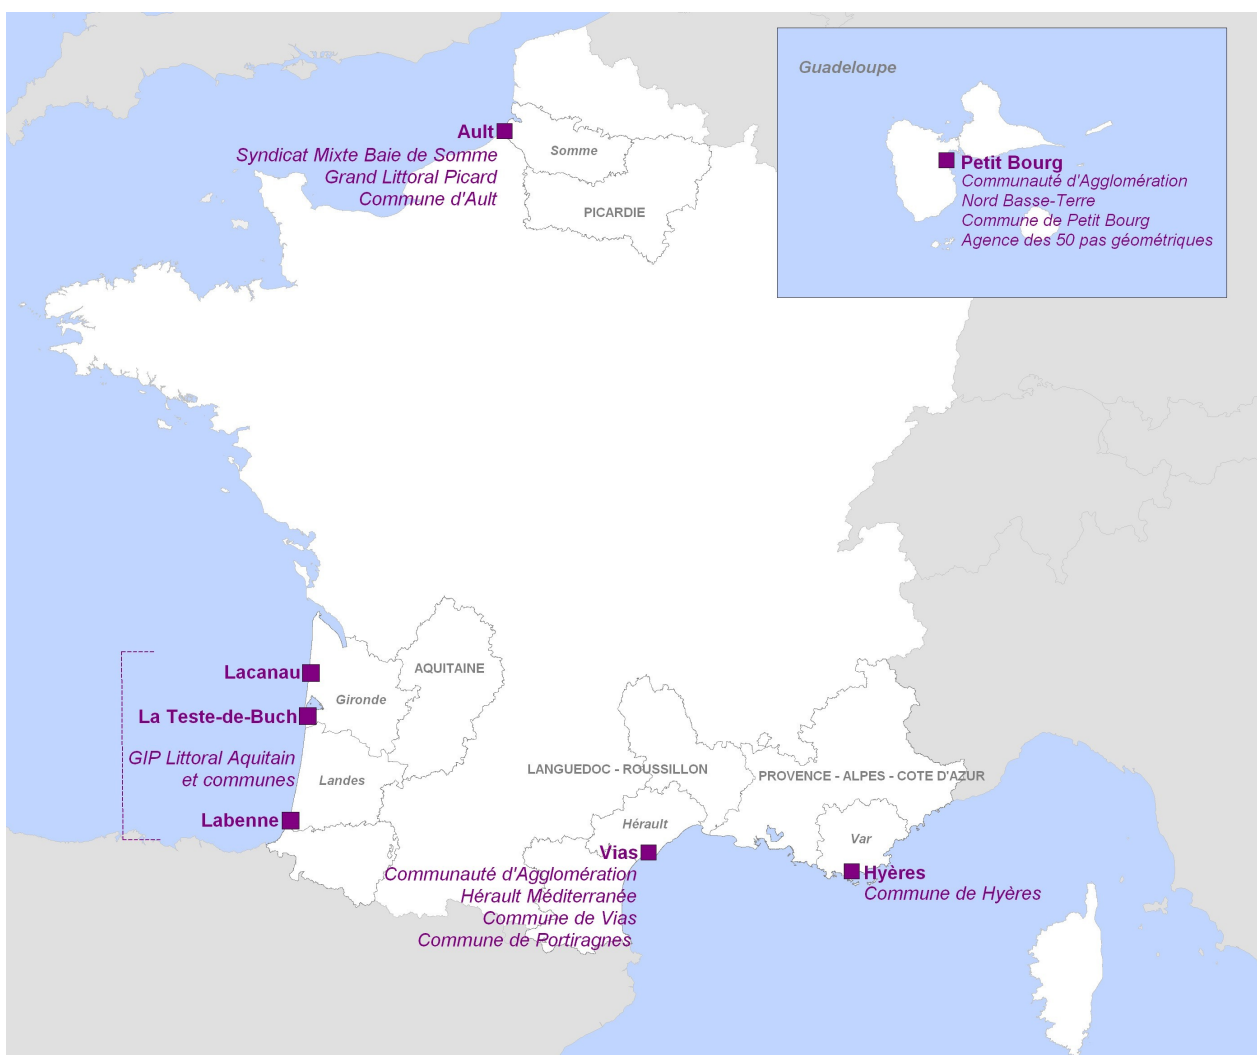 Guadeloupe
Ault
Syndicat Mixte Baie de Somme
Grand Littoral Picard
Commune d'Ault
Somme
PICARDIE
Petit Bourg
Communauté d'Agglomération
Nord Basse-Terre
Commune de Petit Bourg
Agence des 50 pas géométriques
Lacanau
La Teste-de-Buch
GIP Littoral Aquitain
et communes
Labenne
AQUITAINE
Gironde
Landes
LANGUEDOC - ROUSSILLON
Hérault
Vias
Communauté d'Agglomération
Hérault Méditerranée
Commune de Vias
Commune de Portiragnes
PROVENCE - ALPES - COTE D'AZUR
Var
Hyères
Commune de Hyères